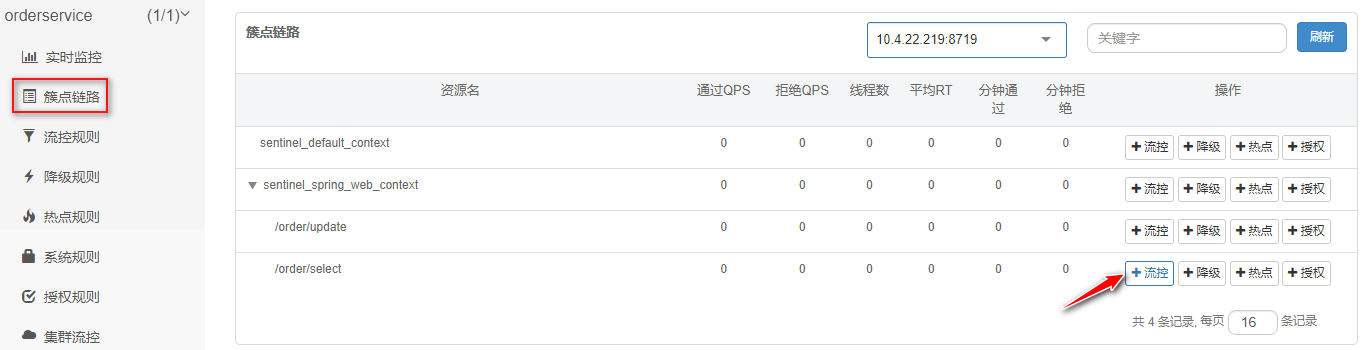 orderservice (1/1)
实时监控
簇点链路
流控规则
降级规则
热点规则
系统规则
授权规则
集群流控
簇点链路
10.4.22.219:8719
关键字
刷新
资源名 通过QPS 拒绝QPS 线程数 平均RT 分钟通过 分钟拒绝 操作
sentinel_default_context 0 0 0 0 0 0 +流控 +降级 +热点 +授权
sentinel_spring_web_context 0 0 0 0 0 0 +流控 +降级 +热点 +授权
/order/update 0 0 0 0 0 0 +流控 +降级 +热点 +授权
/order/select 0 0 0 0 0 0 +流控 +降级 +热点 +授权
共 4 条记录, 每页 16 条记录